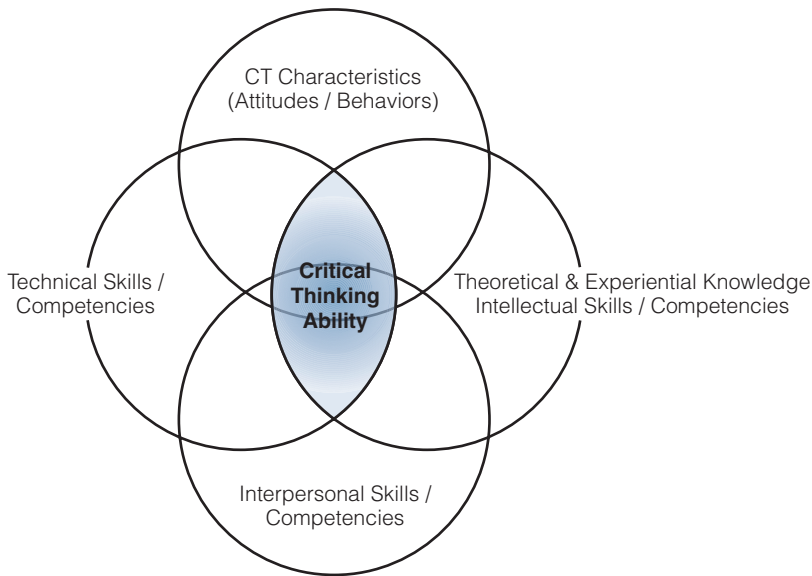 CT Characteristics
(Attitudes / Behaviors)
Technical Skills /
Competencies
Critical
Thinking
Ability
Theoretical & Experiential Knowledge
Intellectual Skills / Competencies
Interpersonal Skills /
Competencies